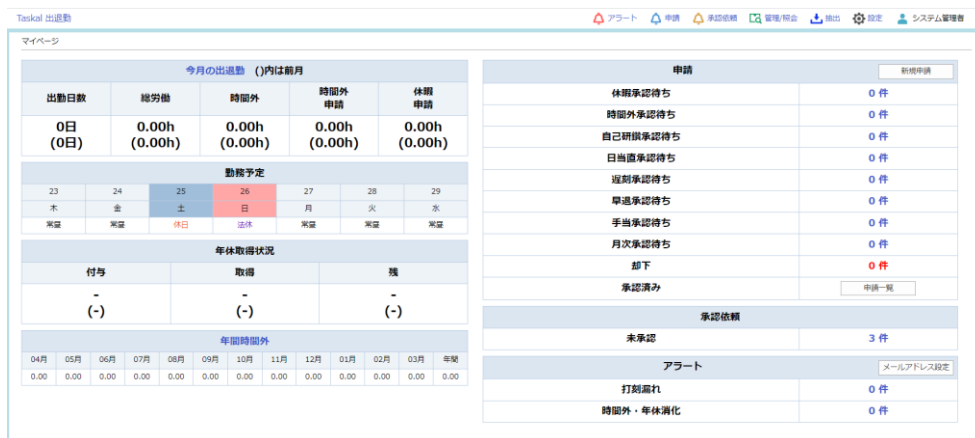 Taskal 出退勤
アラート 申請 承認依頼 管理/照会 抽出 設定 システム管理者
マイページ
今月の出退勤 ()内は前月
出勤日数 総労働 時間外 時間外申請 休暇申請
0日 0.00h 0.00h 0.00h 0.00h
(0日) (0.00h) (0.00h) (0.00h) (0.00h)
勤務予定
23 24 25 26 27 28 29
木 金 土 日 月 火 水
常昼 常昼 休日 法休 常昼 常昼 常昼
年休取得状況
付与 取得 残
- - -
(-) (-) (-)
年間時間外
04月 05月 06月 07月 08月 09月 10月 11月 12月 01月 02月 03月 年間
0.00 0.00 0.00 0.00 0.00 0.00 0.00 0.00 0.00 0.00 0.00 0.00 0.00
申請 新規申請
休暇承認待ち 0 件
時間外承認待ち 0 件
自己研鑽承認待ち 0 件
日当直承認待ち 0 件
遅刻承認待ち 0 件
早退承認待ち 0 件
手当承認待ち 0 件
月次承認待ち 0 件
却下 0 件
承認済み 申請一覧
承認依頼
未承認 3 件
アラート メールアドレス設定
打刻漏れ 0 件
時間外・年休消化 0 件